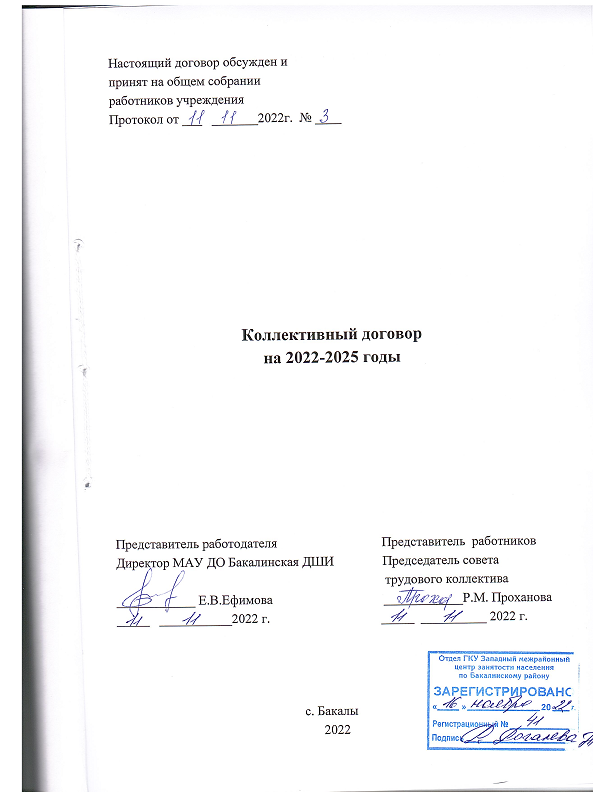 Настоящий договор обсужден и
принят на общем собрании
работников учреждения
Протокол от 11 11 2022г. № 3
Коллективный договор
на 2022-2025 годы
Представитель работодателя
Директор МАУ ДО Бакалинская ДШИ
Е.В.Ефимова
11 11 2022 г.
Представитель работников
Председатель совета
трудового коллектива
Р.М. Проханова
11 11 2022 г.
Отдел ГКУ Западный межрайонный
центр занятости населения
по Бакалинскому району
ЗАРЕГИСТРИРОВАНО
«16» ноября 2022 г.
Регистрационный № 41
Подпись
с. Бакалы
2022